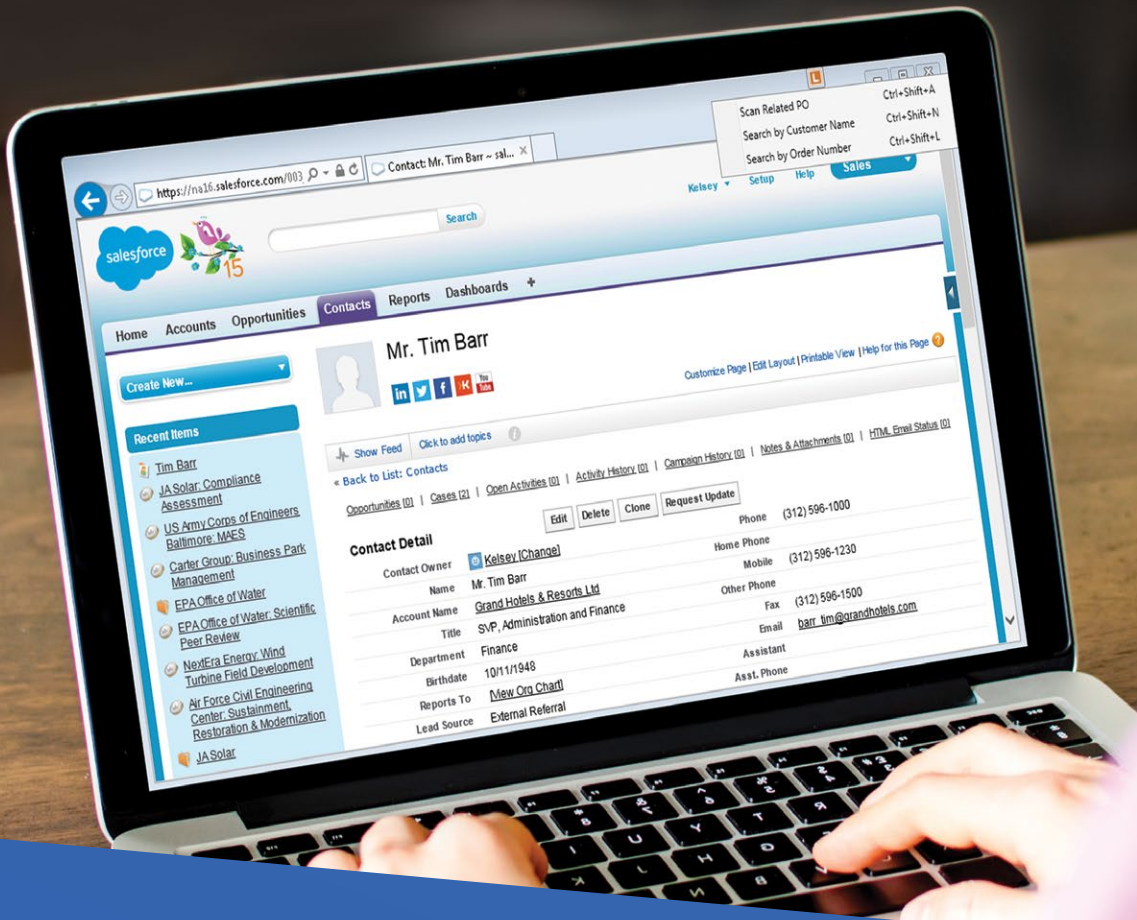 L
Scan Related PO Ctrl+Shift+A
Search by Customer Name Ctrl+Shift+N
Search by Order Number Ctrl+Shift+L
https://na16.salesforce.com/003
Contact: Mr. Tim Barr ~ sal...
Kelsey Setup Help Sales
salesforce
15
Search
Home Accounts Opportunities Contacts Reports Dashboards +
Create New...
Mr. Tim Barr
in f K You Tube
Customize Page | Edit Layout | Printable View | Help for this Page ?
Recent Items
Tim Barr
JA Solar: Compliance
Assessment
US Army Corps of Engineers
Baltimore: MAES
Carter Group: Business Park
Management
EPA Office of Water
EPA Office of Water: Scientific
Peer Review
NextEra Energy: Wind
Turbine Field Development
Air Force Civil Engineering
Center: Sustainment,
Restoration & Modernization
JA Solar
Show Feed Click to add topics i
« Back to List: Contacts
Opportunities [0] | Cases [2] | Open Activities [0] | Activity History [0] | Campaign History [0] | Notes & Attachments [0] | HTML Email Status [0]
Contact Detail Edit Delete Clone Request Update
Contact Owner Kelsey [Change]
Name Mr. Tim Barr
Account Name Grand Hotels & Resorts Ltd
Title SVP, Administration and Finance
Department Finance
Birthdate 10/11/1948
Reports To [View Org Chart]
Lead Source External Referral
Phone (312) 596-1000
Home Phone
Mobile (312) 596-1230
Other Phone
Fax (312) 596-1500
Email barr_tim@grandhotels.com
Assistant
Asst. Phone